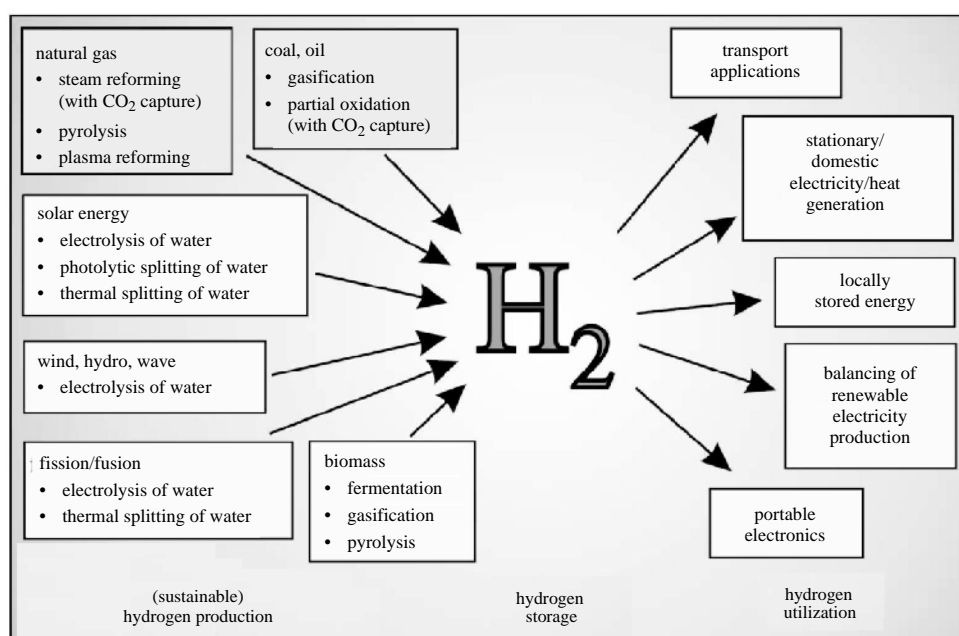 natural gas
• steam reforming
(with CO2 capture)
• pyrolysis
• plasma reforming
coal, oil
• gasification
• partial oxidation
(with CO2 capture)
solar energy
• electrolysis of water
• photolytic splitting of water
• thermal splitting of water
wind, hydro, wave
• electrolysis of water
fission/fusion
• electrolysis of water
• thermal splitting of water
biomass
• fermentation
• gasification
• pyrolysis
H2
transport
applications
stationary/
domestic
electricity/heat
generation
locally
stored energy
balancing of
renewable
electricity
production
portable
electronics
(sustainable)
hydrogen production
hydrogen
storage
hydrogen
utilization